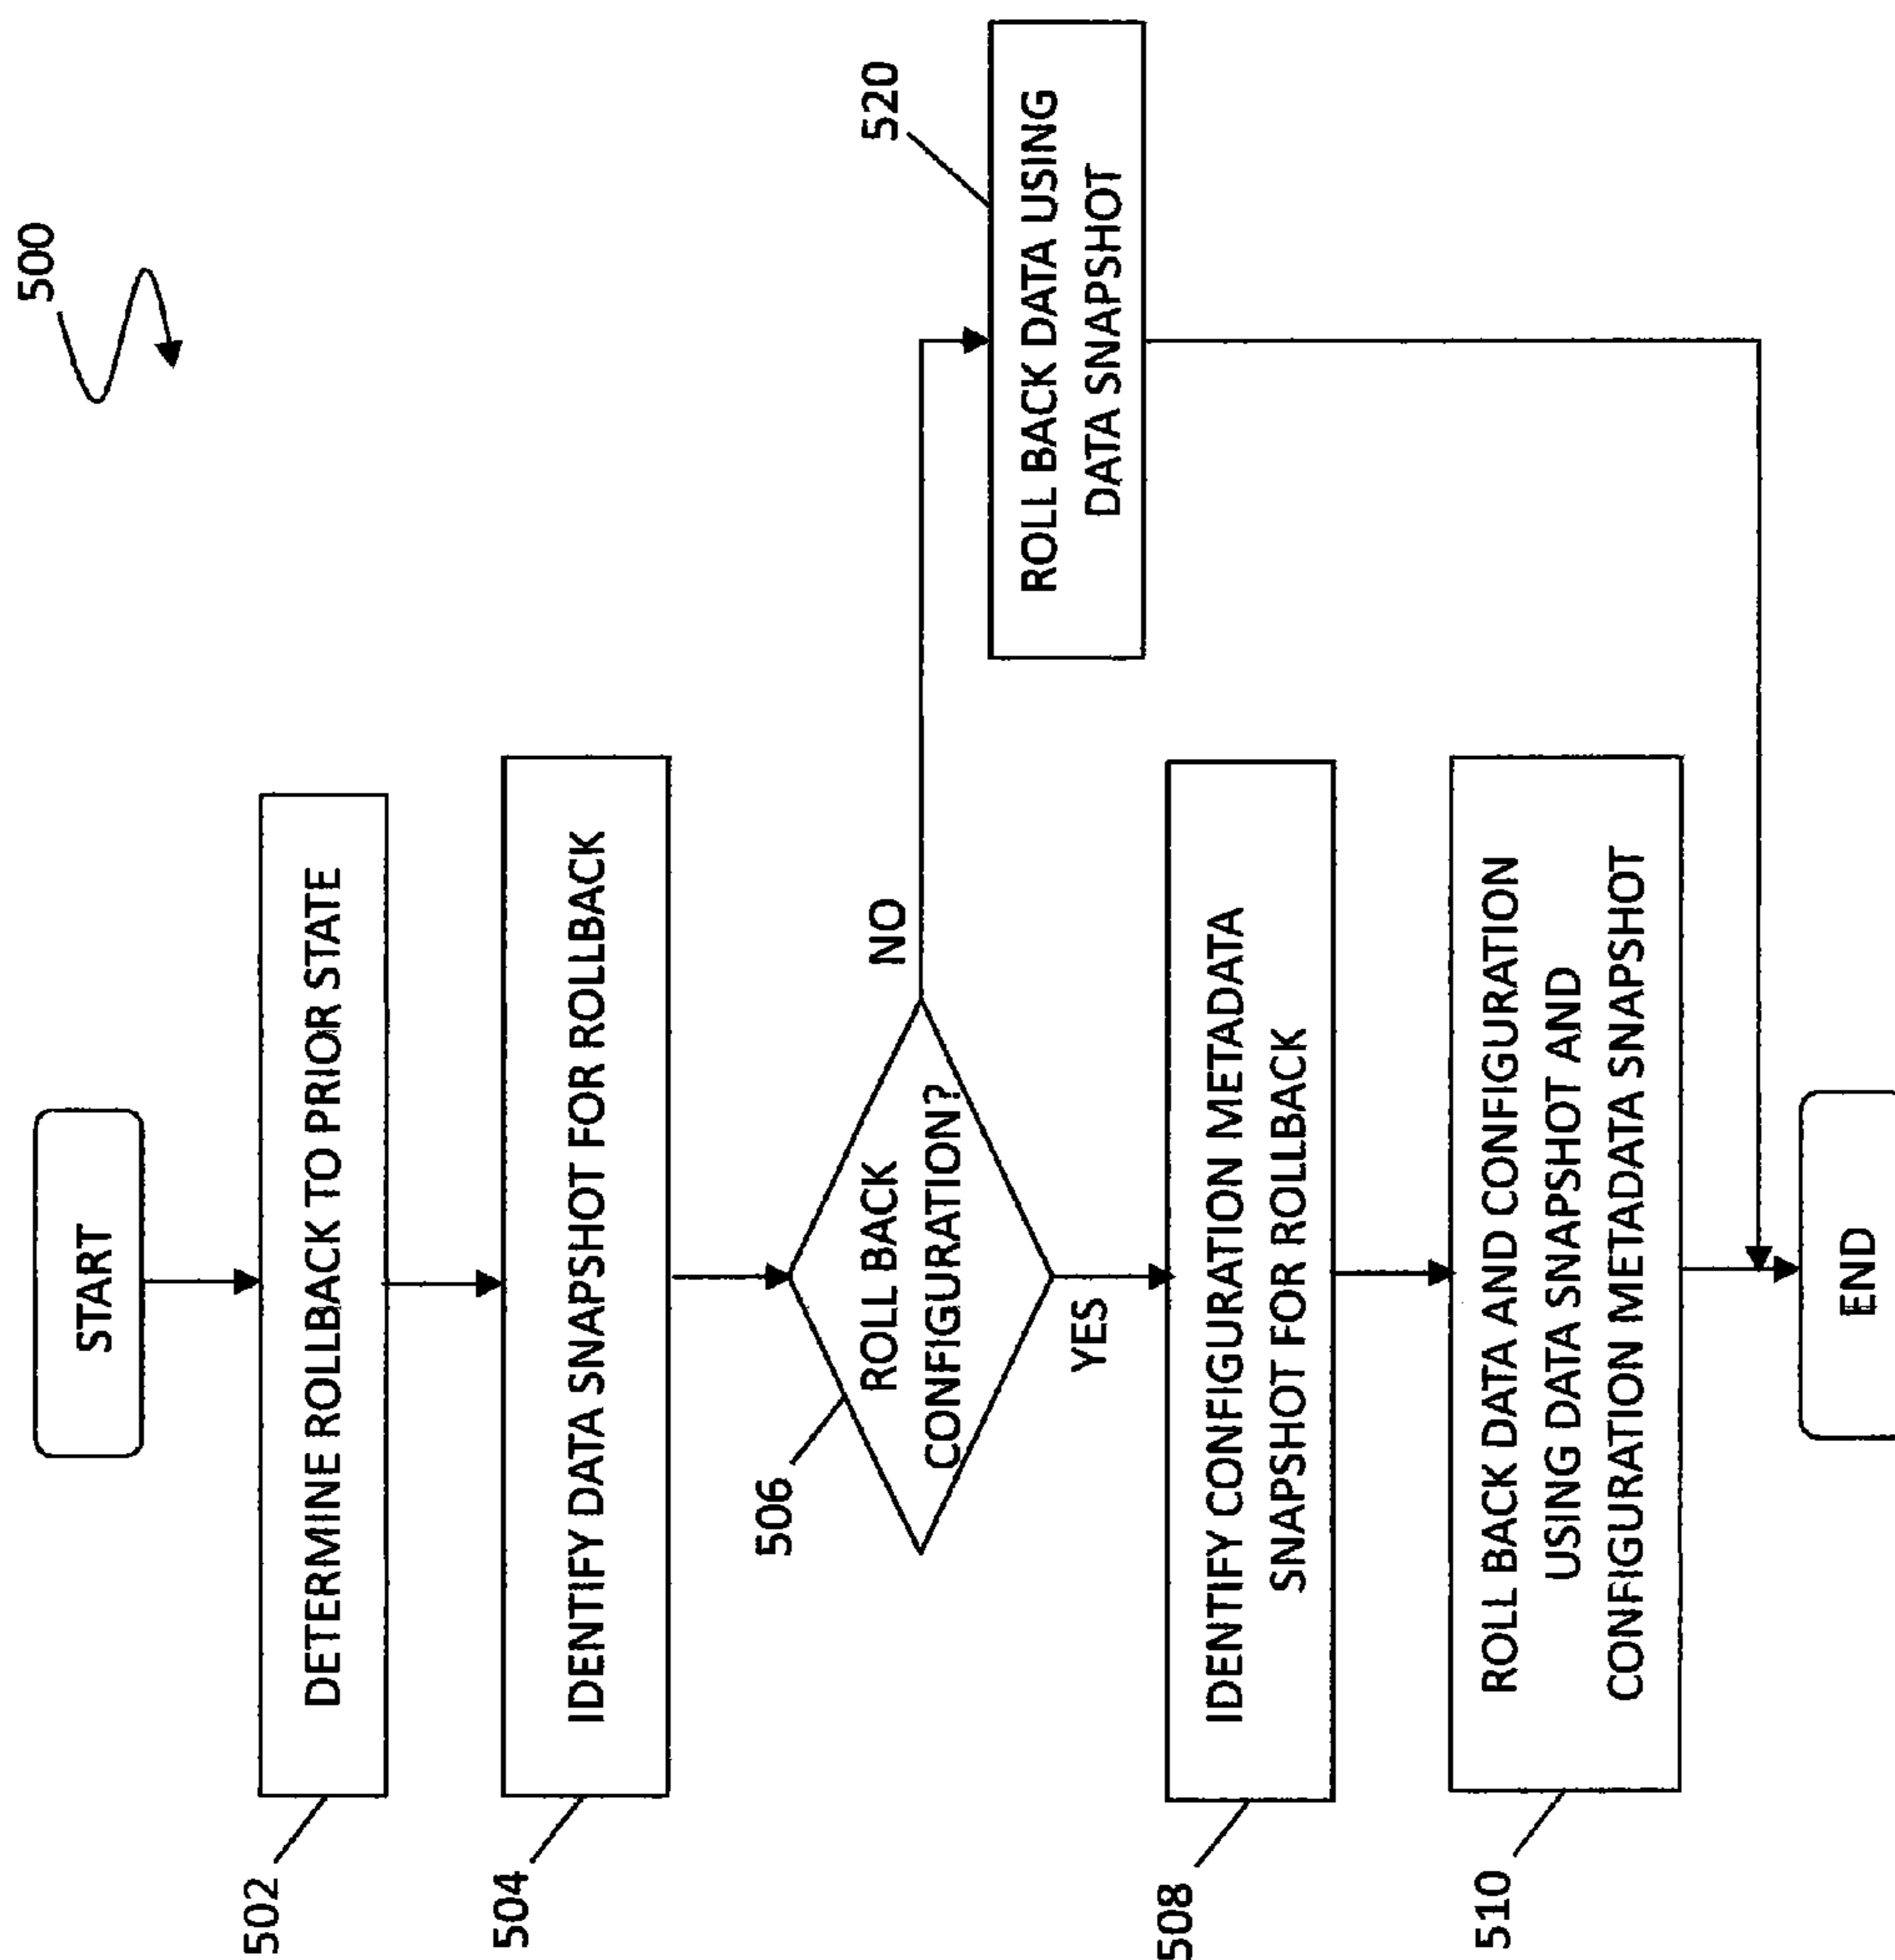 500
START
502
DETERMINE ROLLBACK TO PRIOR STATE
504
IDENTIFY DATA SNAPSHOT FOR ROLLBACK
506
ROLL BACK
CONFIGURATION?
NO
520
ROLL BACK DATA USING
DATA SNAPSHOT
YES
508
IDENTIFY CONFIGURATION METADATA
SNAPSHOT FOR ROLLBACK
510
ROLL BACK DATA AND CONFIGURATION
USING DATA SNAPSHOT AND
CONFIGURATION METADATA SNAPSHOT
END